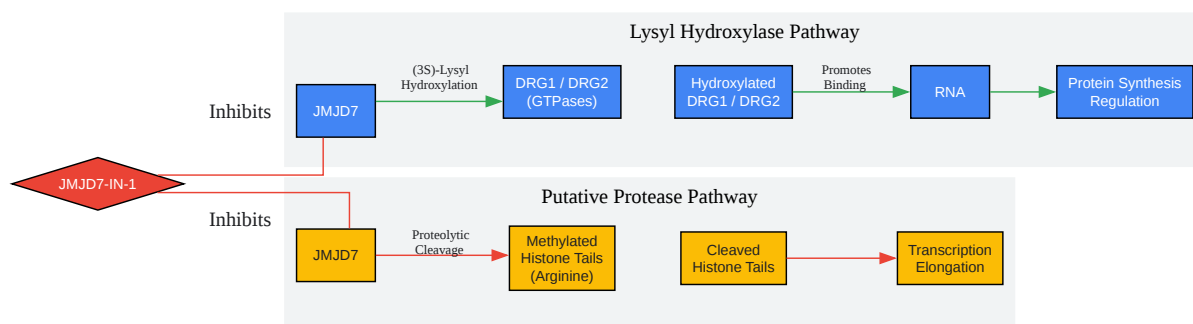 Lysyl Hydroxylase Pathway
Inhibits
JMJD7
(3S)-Lysyl
Hydroxylation
DRG1 / DRG2
(GTPases)
Hydroxylated
DRG1 / DRG2
Promotes
Binding
RNA
Protein Synthesis
Regulation
JMJD7-IN-1
Putative Protease Pathway
Inhibits
JMJD7
Proteolytic
Cleavage
Methylated
Histone Tails
(Arginine)
Cleaved
Histone Tails
Transcription
Elongation